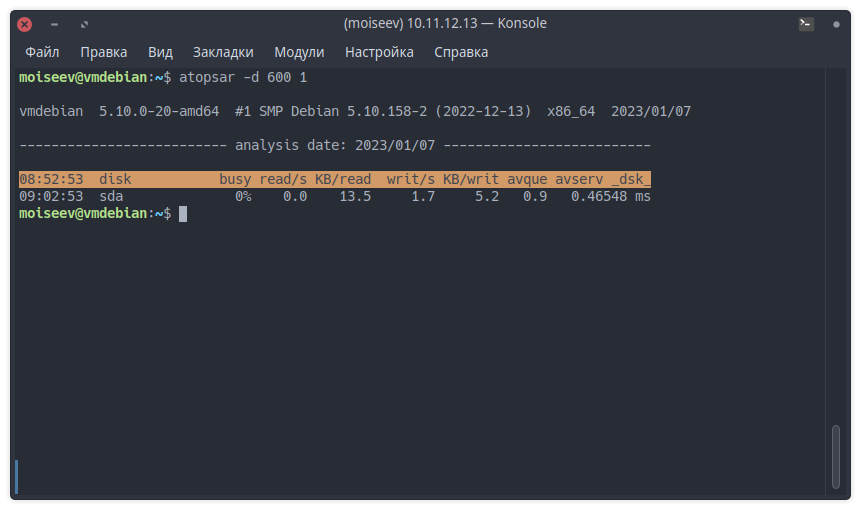 (moiseev) 10.11.12.13 — Konsole
Файл Правка Вид Закладки Модули Настройка Справка
moiseev@vmdebian:~$ atopsar -d 600 1
vmdebian  5.10.0-20-amd64  #1 SMP Debian 5.10.158-2 (2022-12-13)  x86_64  2023/01/07
-------------------------- analysis date: 2023/01/07 --------------------------
08:52:53  disk           busy read/s KB/read  writ/s KB/writ avque avserv _dsk_
09:02:53  sda              0%    0.0    13.5     1.7     5.2   0.9   0.46548 ms
moiseev@vmdebian:~$